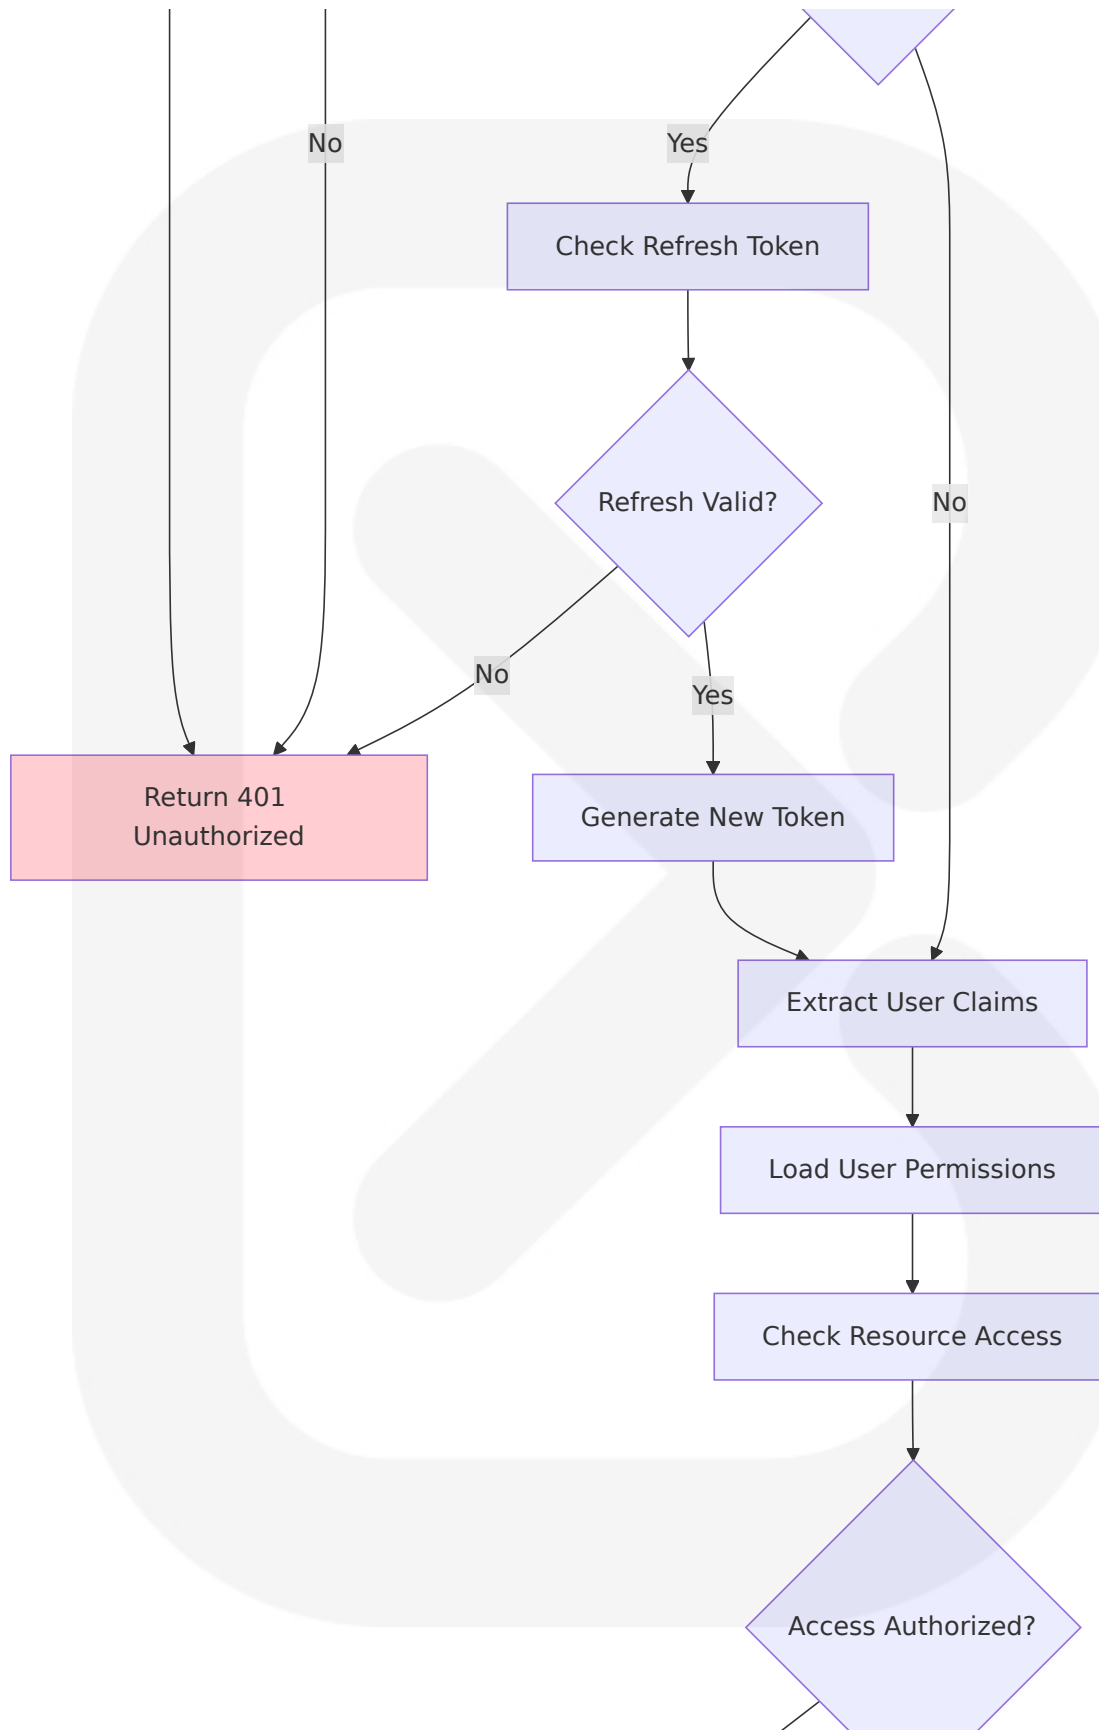 No
Yes
Check Refresh Token
Refresh Valid?
No
No
Yes
Return 401
Unauthorized
Generate New Token
Extract User Claims
Load User Permissions
Check Resource Access
Access Authorized?